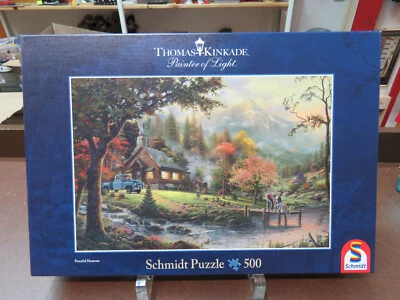 THOMAS KINKADE
Painter of Light
Peaceful Moments
Schmidt Puzzle 500
Schmidt